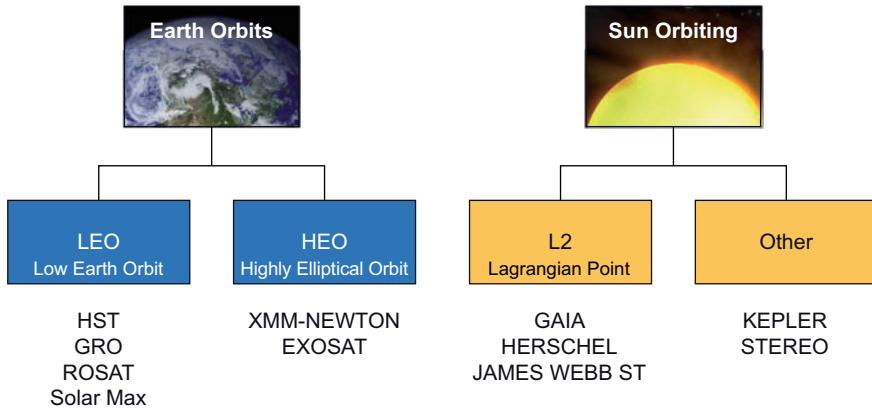 Earth Orbits
Sun Orbiting
LEO
Low Earth Orbit
HEO
Highly Elliptical Orbit
L2
Lagrangian Point
Other
HST
GRO
ROSAT
Solar Max
XMM-NEWTON
EXOSAT
GAIA
HERSCHEL
JAMES WEBB ST
KEPLER
STEREO